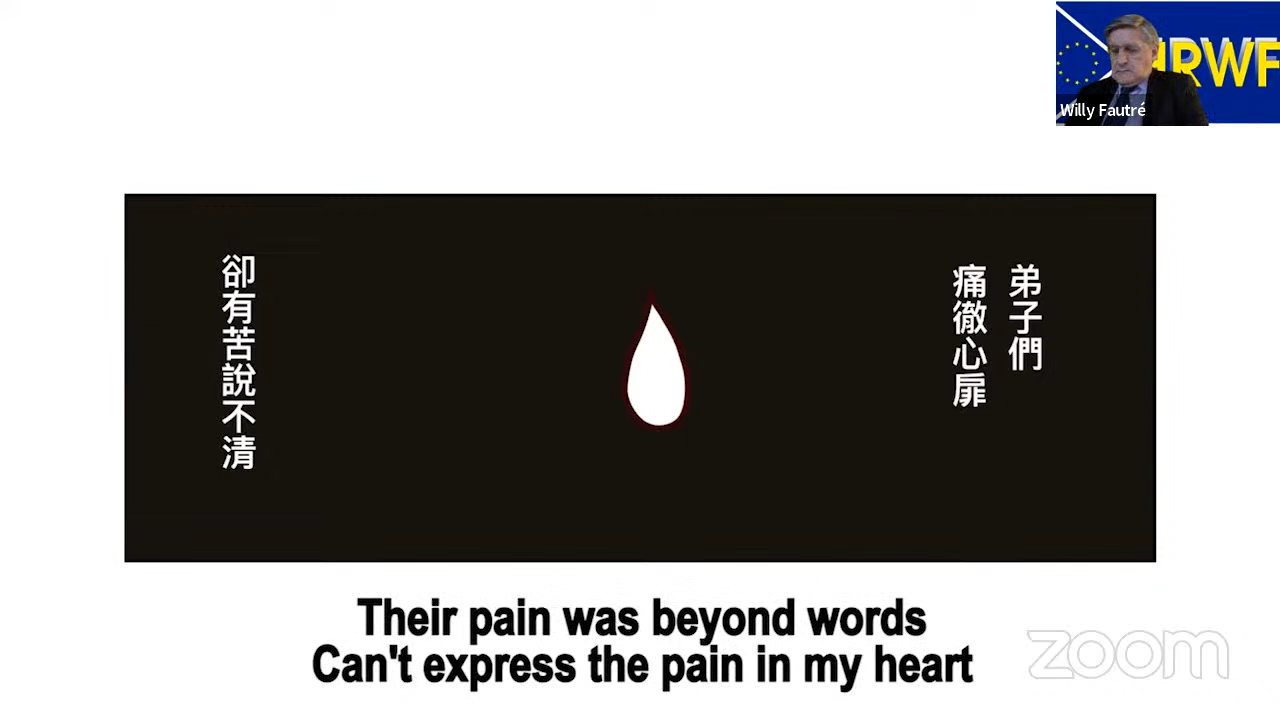 HRWF
Willy Fautré
弟子們
痛徹心扉
卻有苦說不清
Their pain was beyond words
Can't express the pain in my heart
zoom